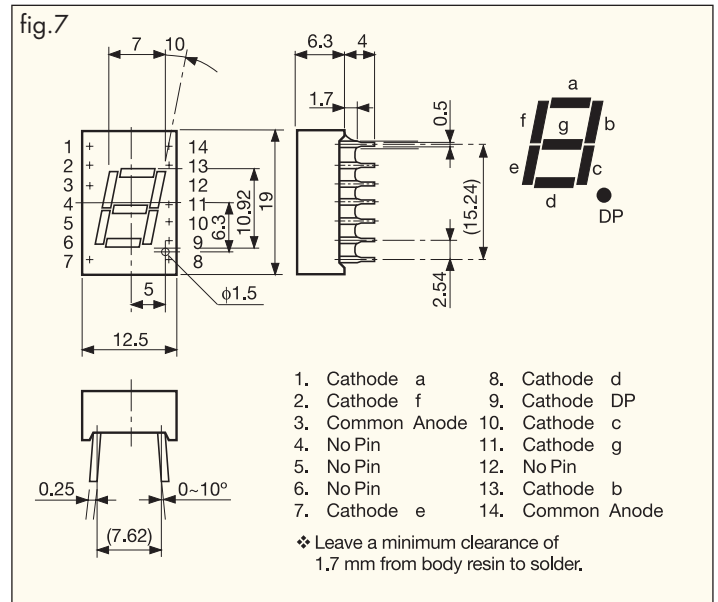 fig.7
7 10
6.3 4
1.7
0.5
a
f g b
e c
d
DP
1 14
2 13
3 12
4 11
5 10
6 9
7 8
6.3
10.92
19
(15.24)
2.54
5
φ1.5
12.5
0.25 0~10°
(7.62)
1. Cathode a
2. Cathode f
3. Common Anode
4. No Pin
5. No Pin
6. No Pin
7. Cathode e
8. Cathode d
9. Cathode DP
10. Cathode c
11. Cathode g
12. No Pin
13. Cathode b
14. Common Anode
❖ Leave a minimum clearance of
1.7 mm from body resin to solder.